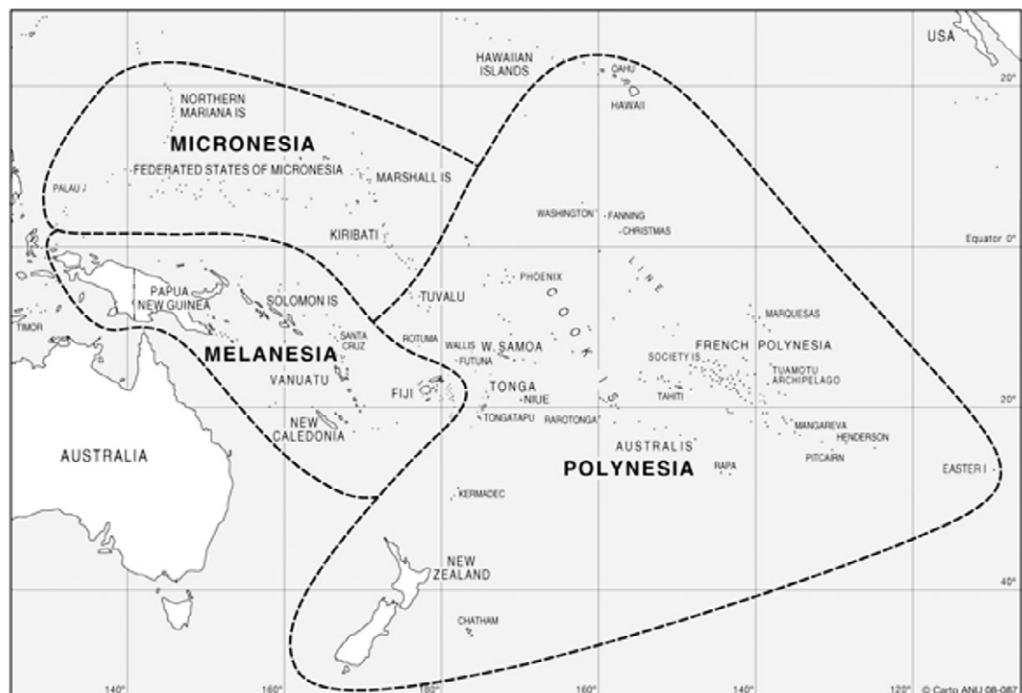 USA
HAWAIIAN
ISLANDS
OAHU
20°
HAWAII
NORTHERN
MARIANA IS
MICRONESIA
FEDERATED STATES OF MICRONESIA
MARSHALL IS
PALAU
WASHINGTON
FANNING
CHRISTMAS
KIRIBATI
Equator 0°
LINE
PHOENIX
PAPUA
NEW GUINEA
SOLOMON IS
TUVALU
COOK IS
MARQUESAS
TIMOR
SANTA
CRUZ
ROTUMA
WALLIS
W. SAMOA
FUTUNA
FRENCH POLYNESIA
SOCIETY IS
MELANESIA
VANUATU
FIJI
TONGA
NIUE
TAHITI
TUAMOTU
ARCHIPELAGO
20°
TONGATAPU
RAROTONGA
NEW
CALEDONIA
MANGAREVA
HENDERSON
AUSTRALIS
PITCAIRN
AUSTRALIA
POLYNESIA
RAPA
EASTER I
KERMADEC
NEW
ZEALAND
40°
CHATHAM
140°
160°
180°
160°
140°
120°
© Carto ANU 08-087